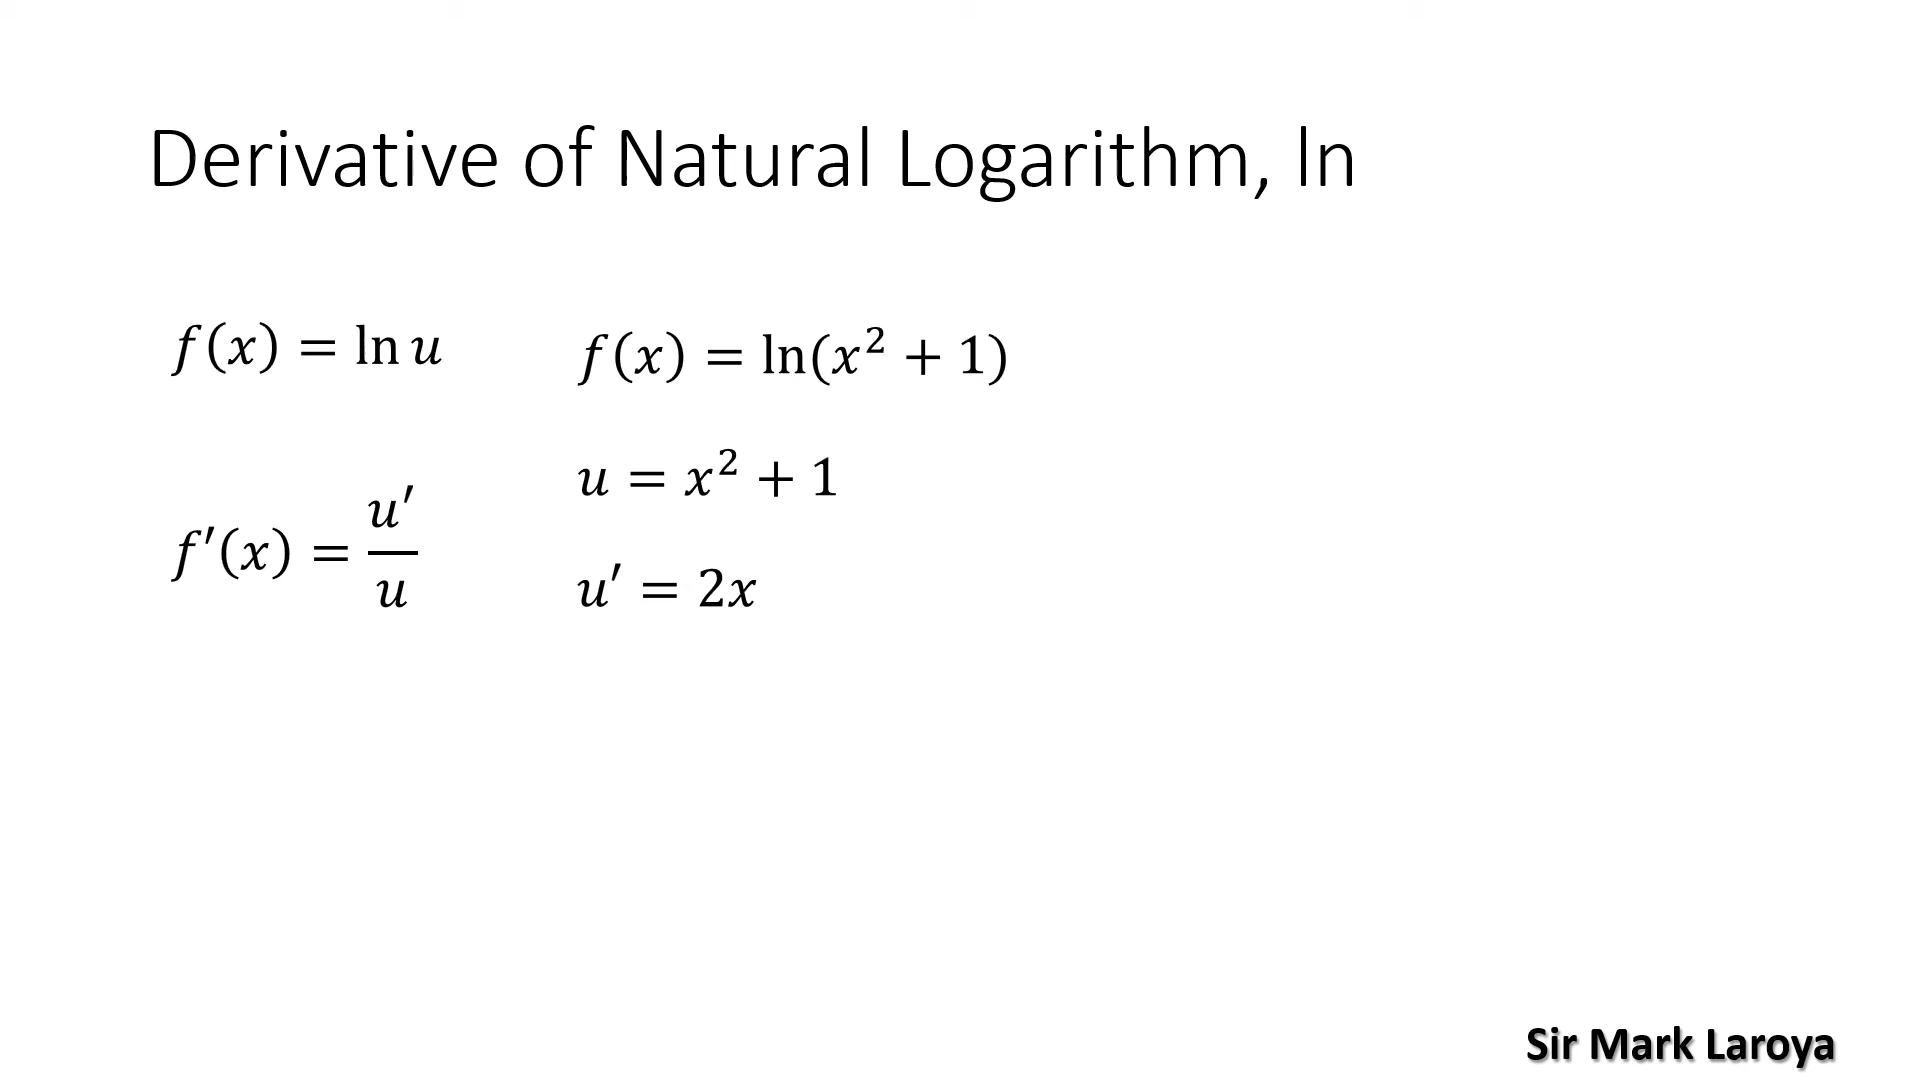 Derivative of Natural Logarithm, ln
f(x) = ln u
f′(x) = u′/u
f(x) = ln(x² + 1)
u = x² + 1
u′ = 2x
Sir Mark Laroya